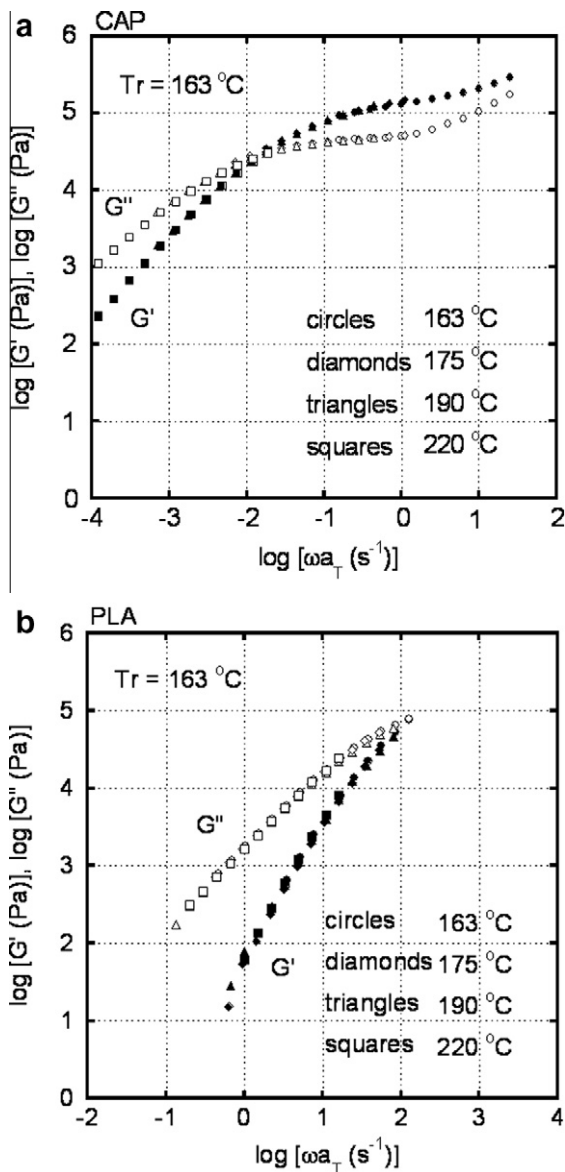 a CAP
6
Tr = 163 °C
5
4
G''
3
G'
2
1
0
circles 163 °C
diamonds 175 °C
triangles 190 °C
squares 220 °C
log [G' (Pa)], log [G'' (Pa)]
-4 -3 -2 -1 0 1 2
log [ωa_T (s⁻¹)]
b PLA
6
Tr = 163 °C
5
4
G''
3
2
G'
1
0
circles 163 °C
diamonds 175 °C
triangles 190 °C
squares 220 °C
log [G' (Pa)], log [G'' (Pa)]
-2 -1 0 1 2 3 4
log [ωa_T (s⁻¹)]